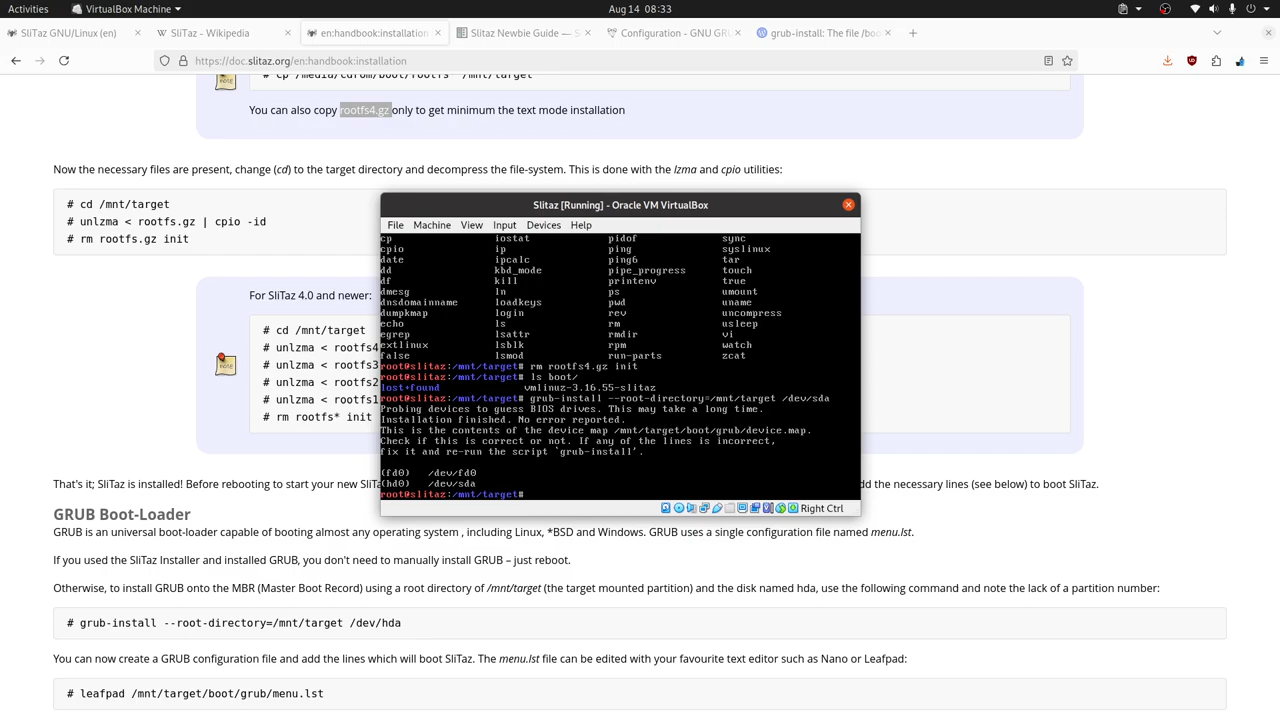 Activities
VirtualBox Machine
Aug 14 08:33
SliTaz GNU/Linux (en)
SliTaz - Wikipedia
en:handbook:installation
Slitaz Newbie Guide — S
Configuration - GNU GR
grub-install: The file /boo
https://doc.slitaz.org/en:handbook:installation
# cp /media/cdrom/boot/rootfs* /mnt/target
You can also copy rootfs4.gz only to get minimum the text mode installation
Now the necessary files are present, change (cd) to the target directory and decompress the file-system. This is done with the lzma and cpio utilities:
# cd /mnt/target
# unlzma < rootfs.gz | cpio -id
# rm rootfs.gz init
For SliTaz 4.0 and newer:
# cd /mnt/target
# unlzma < rootfs4
# unlzma < rootfs3
# unlzma < rootfs2
# unlzma < rootfs1
# rm rootfs* init
Slitaz [Running] - Oracle VM VirtualBox
File Machine View Input Devices Help
cp iostat pidof sync
cpio ip ping syslinux
date ipcalc ping6 tar
dd kbd_mode pipe_progress touch
df kill printenv true
dmesg ln ps umount
dnsdomainname loadkeys pwd uname
dumpkmap login rev uncompress
echo ls rm usleep
egrep lsattr rmdir vi
extlinux lsblk rpm watch
false lsmod run-parts zcat
root@slitaz:/mnt/target# rm rootfs4.gz init
root@slitaz:/mnt/target# ls boot/
lost+found vmlinuz-3.16.55-slitaz
root@slitaz:/mnt/target# grub-install --root-directory=/mnt/target /dev/sda
Probing devices to guess BIOS drives. This may take a long time.
Installation finished. No error reported.
This is the contents of the device map /mnt/target/boot/grub/device.map.
Check if this is correct or not. If any of the lines is incorrect,
fix it and re-run the script `grub-install'.
(fd0) /dev/fd0
(hd0) /dev/sda
root@slitaz:/mnt/target#
Right Ctrl
That's it; SliTaz is installed! Before rebooting to start your new SliTa
dd the necessary lines (see below) to boot SliTaz.
GRUB Boot-Loader
GRUB is an universal boot-loader capable of booting almost any operating system , including Linux, *BSD and Windows. GRUB uses a single configuration file named menu.lst.
If you used the SliTaz Installer and installed GRUB, you don't need to manually install GRUB – just reboot.
Otherwise, to install GRUB onto the MBR (Master Boot Record) using a root directory of /mnt/target (the target mounted partition) and the disk named hda, use the following command and note the lack of a partition number:
# grub-install --root-directory=/mnt/target /dev/hda
You can now create a GRUB configuration file and add the lines which will boot SliTaz. The menu.lst file can be edited with your favourite text editor such as Nano or Leafpad:
# leafpad /mnt/target/boot/grub/menu.lst